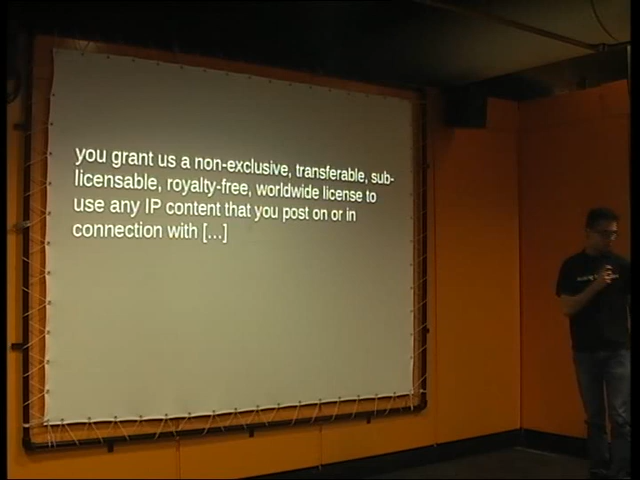 you grant us a non-exclusive, transferable, sub-
licensable, royalty-free, worldwide license to
use any IP content that you post on or in
connection with [...]